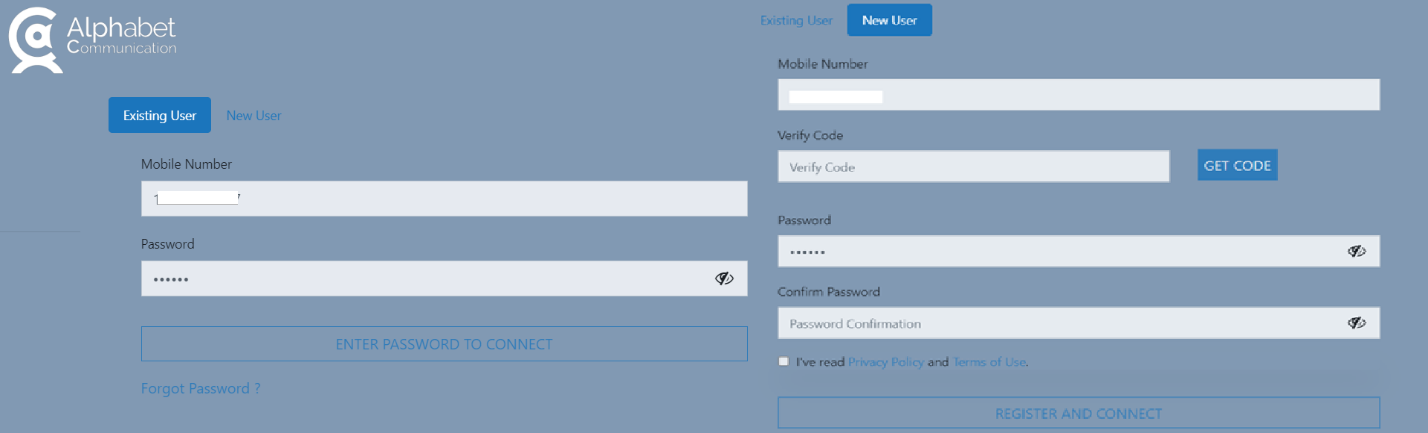 Alphabet
Communication
Existing User New User
Mobile Number
Password
••••••
ENTER PASSWORD TO CONNECT
Forgot Password ?
Existing User New User
Mobile Number
Verify Code
Verify Code GET CODE
Password
••••••
Confirm Password
Password Confirmation
I've read Privacy Policy and Terms of Use.
REGISTER AND CONNECT